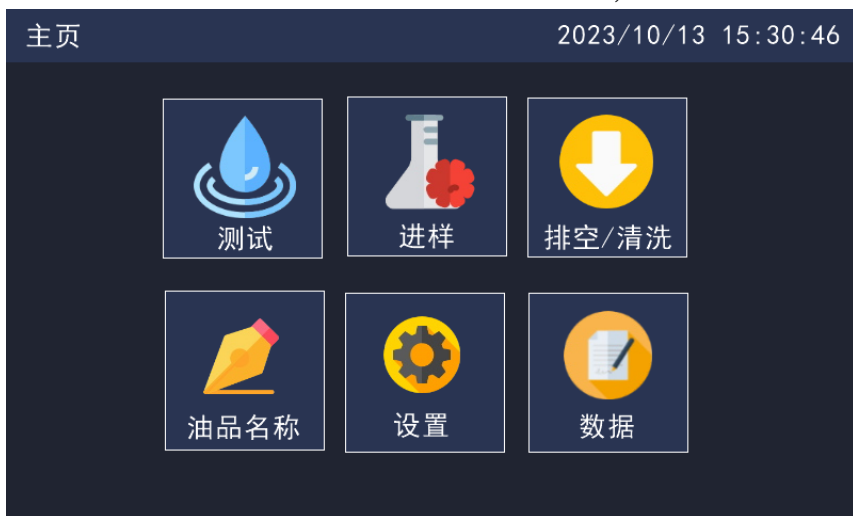 主页 2023/10/13 15:30:46
测试 进样 排空/清洗
油品名称 设置 数据